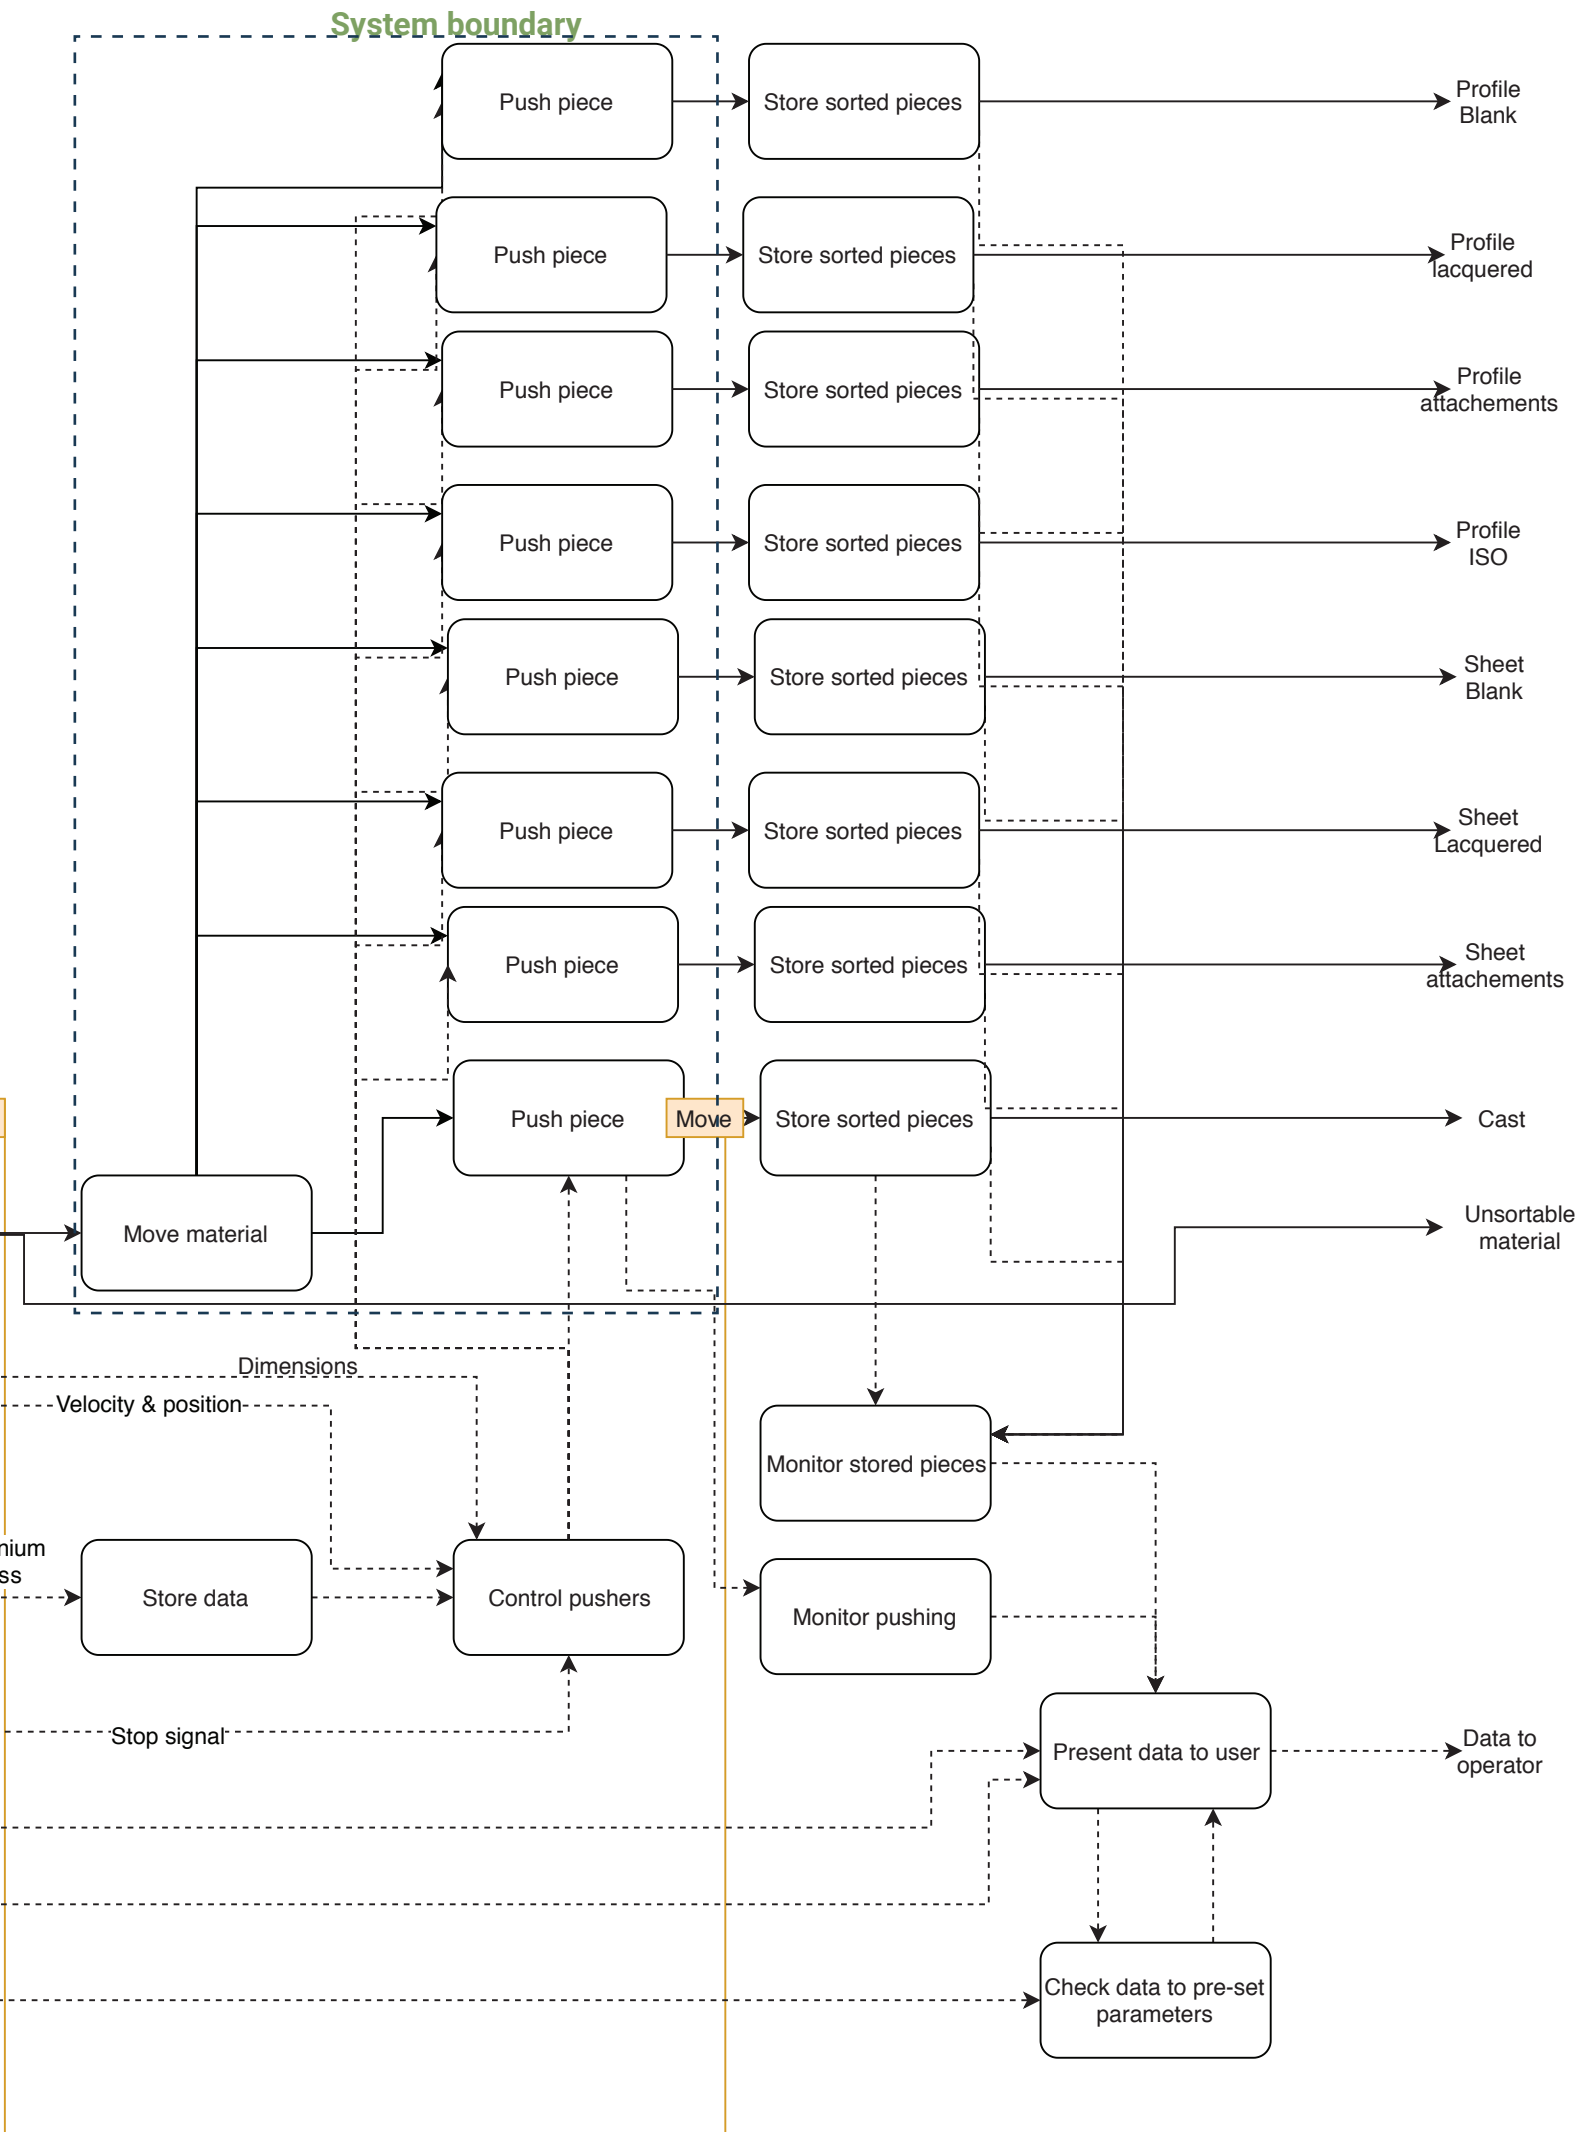 System boundary
Push piece
Store sorted pieces
Profile
Blank
Push piece
Store sorted pieces
Profile
lacquered
Push piece
Store sorted pieces
Profile
attachements
Push piece
Store sorted pieces
Profile
ISO
Push piece
Store sorted pieces
Sheet
Blank
Push piece
Store sorted pieces
Sheet
Lacquered
Push piece
Store sorted pieces
Sheet
attachements
Push piece
Move
Store sorted pieces
Cast
Move material
Unsortable
material
Dimensions
Velocity & position
Monitor stored pieces
nium
ss
Store data
Control pushers
Monitor pushing
Stop signal
Present data to user
Data to
operator
Check data to pre-set
parameters